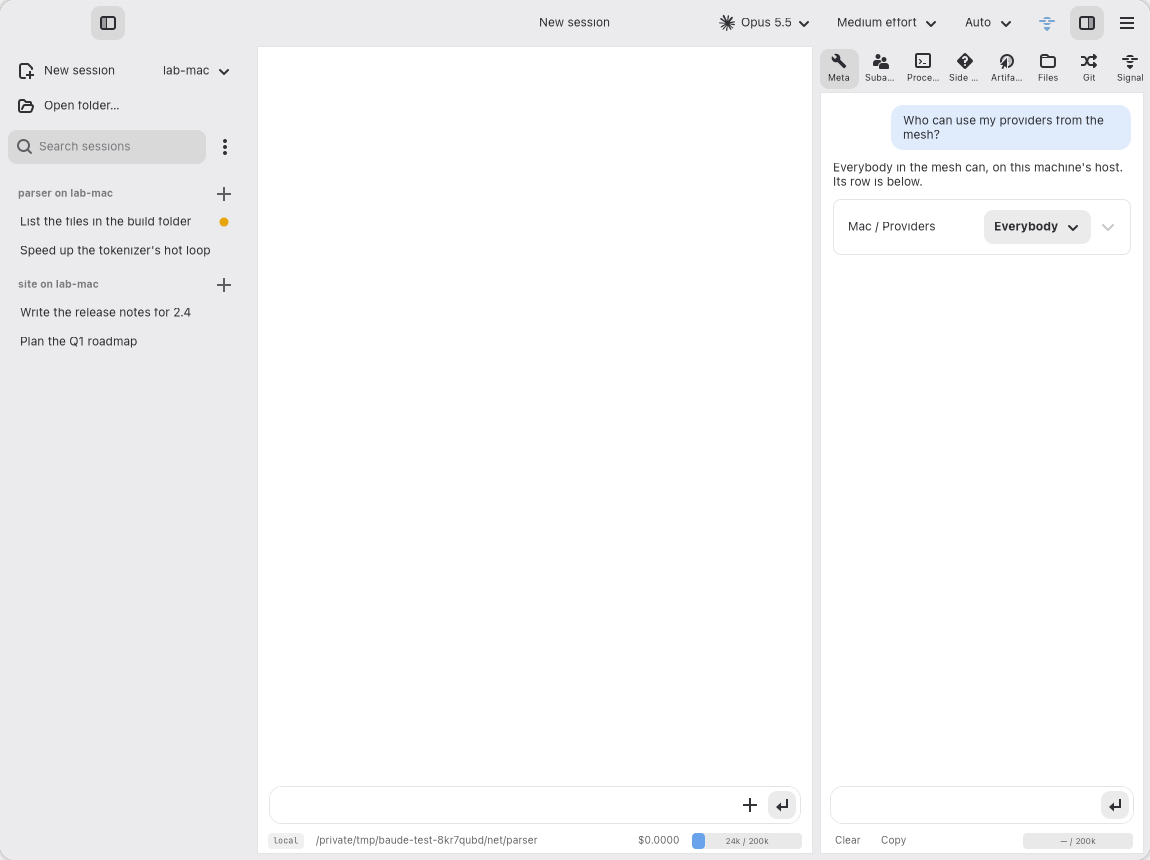 New session
Opus 5.5
Medium effort
Auto
New session
lab-mac
Open folder...
Search sessions
parser on lab-mac
List the files in the build folder
Speed up the tokenizer's hot loop
site on lab-mac
Write the release notes for 2.4
Plan the Q1 roadmap
local
/private/tmp/baude-test-8kr7qubd/net/parser
$0.0000
24k / 200k
Meta
Suba...
Proce...
Side ...
Artifa...
Files
Git
Signal
Who can use my providers from the
mesh?
Everybody in the mesh can, on this machine's host.
Its row is below.
Mac / Providers
Everybody
Clear
Copy
— / 200k